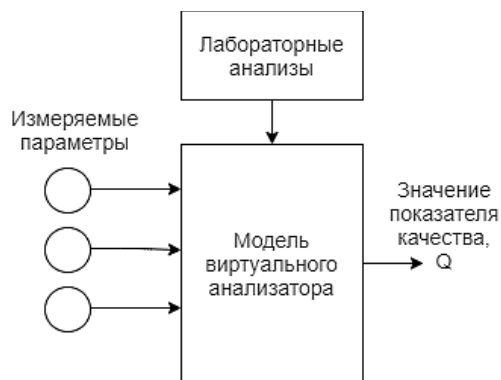 Лабораторные
анализы
Измеряемые
параметры
Модель
виртуального
анализатора
Значение
показателя
качества,
Q